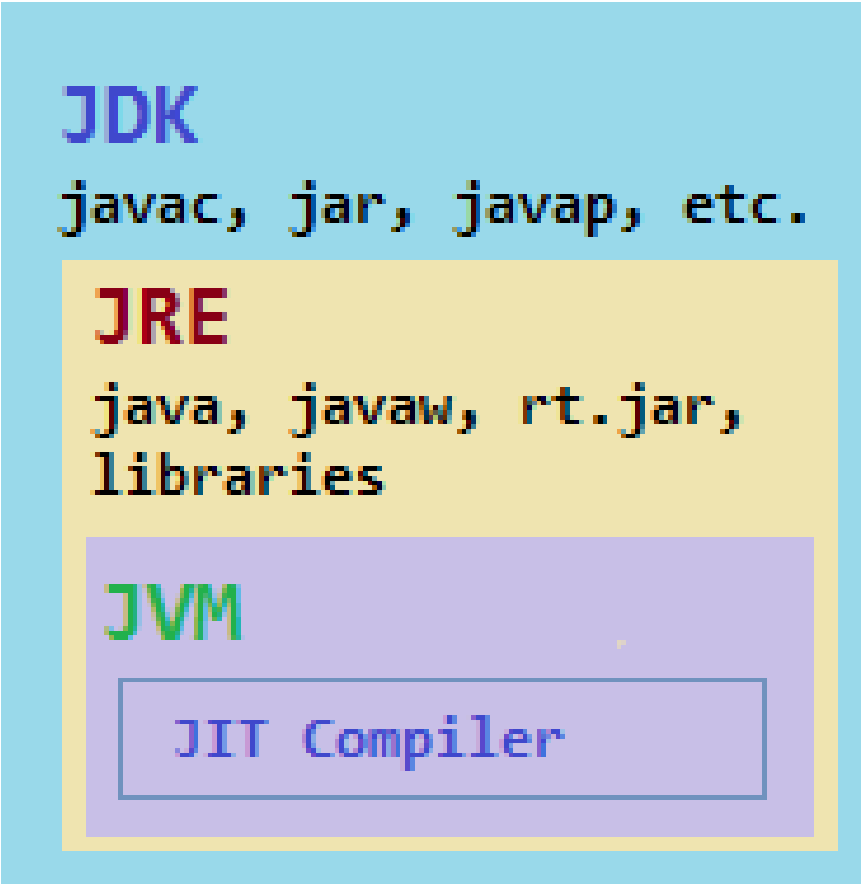 JDK
javac, jar, javap, etc.
JRE
java, javaw, rt.jar,
libraries
JVM
JIT Compiler